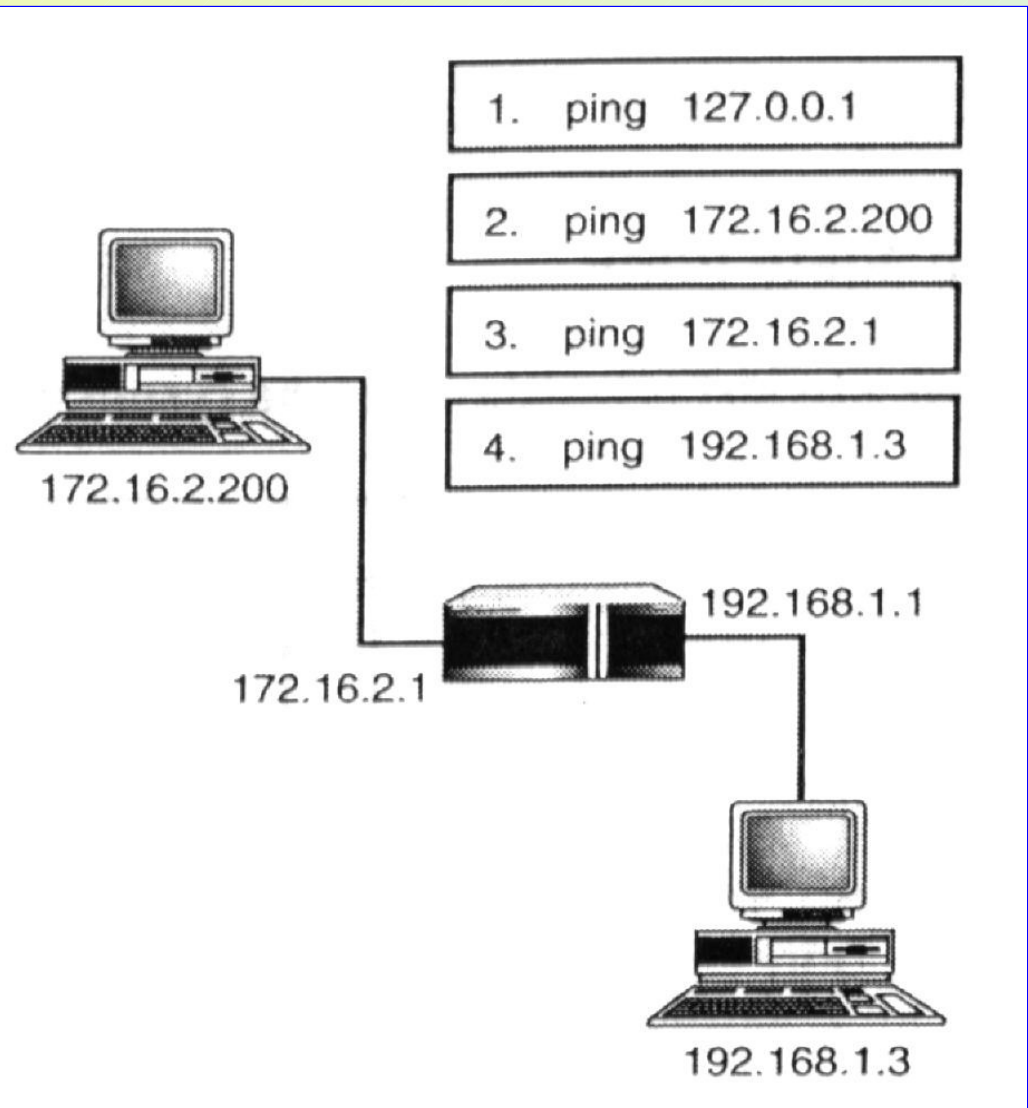 1. ping 127.0.0.1
2. ping 172.16.2.200
3. ping 172.16.2.1
4. ping 192.168.1.3
172.16.2.200
192.168.1.1
172.16.2.1
192.168.1.3